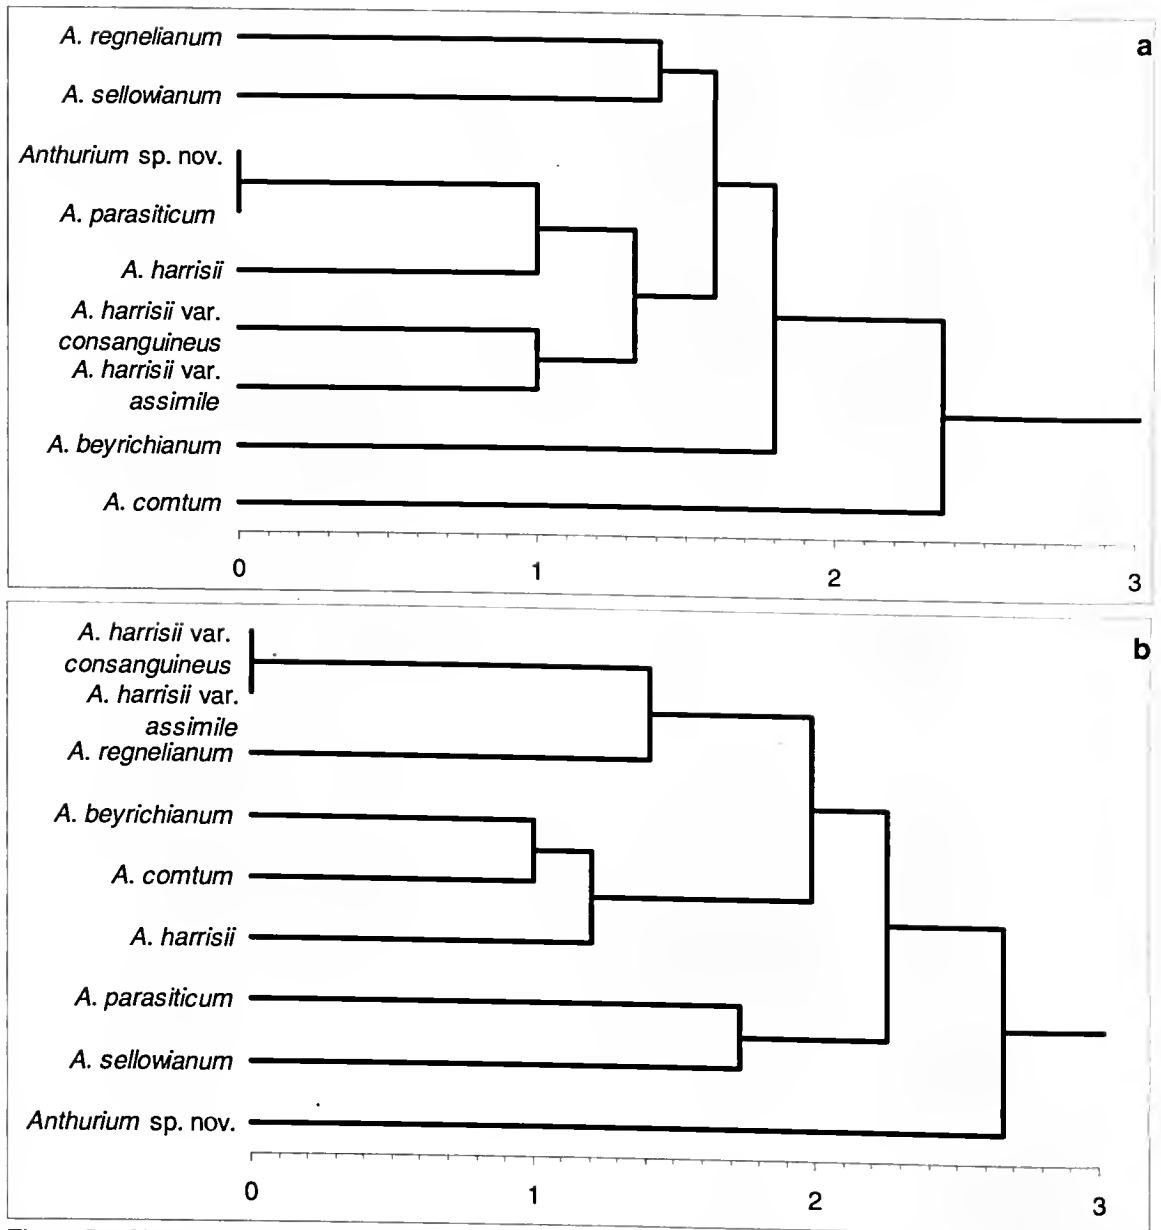 a
A. regnelianum
A. sellowianum
Anthurium sp. nov.
A. parasiticum
A. harrisii
A. harrisii var.
consanguineus
A. harrisii var.
assimile
A. beyrichianum
A. comtum
0 1 2 3
b
A. harrisii var.
consanguineus
A. harrisii var.
assimile
A. regnelianum
A. beyrichianum
A. comtum
A. harrisii
A. parasiticum
A. sellowianum
Anthurium sp. nov.
0 1 2 3